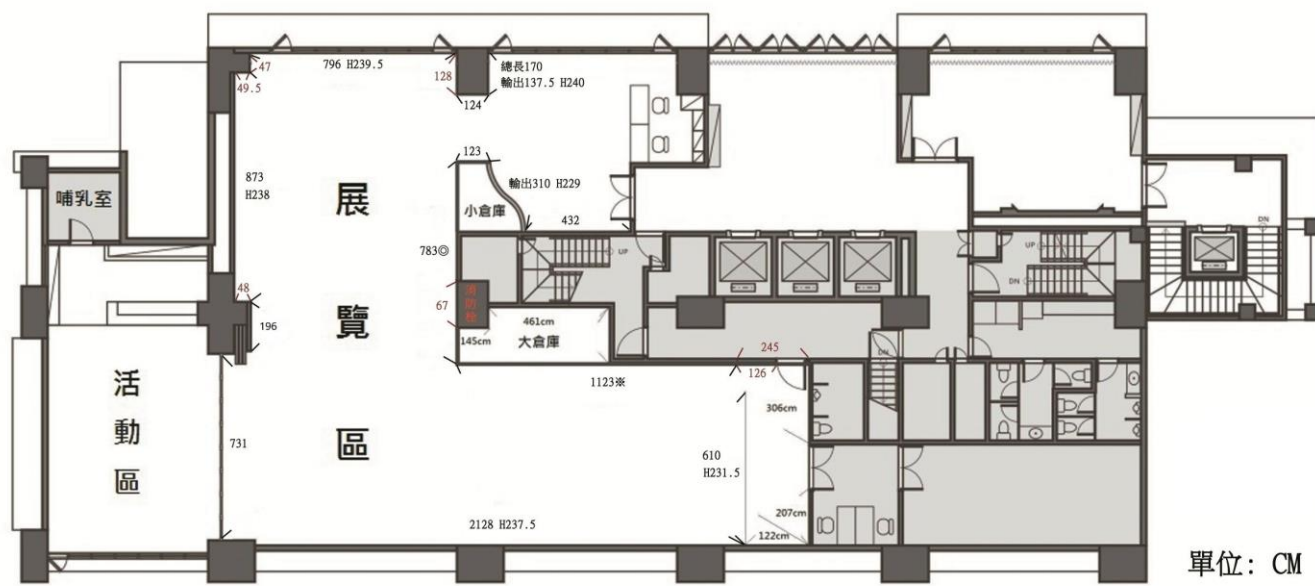 47
796 H239.5
128
總長170
輸出137.5 H240
49.5
124
123
873
H238
展
覽
區
哺乳室
小倉庫
輸出310 H229
432
783◎
UP
消防栓
67
48
196
461cm
145cm
大倉庫
245
126
1123※
DN
UP
DN
DN
活
動
區
731
306cm
610
H231.5
207cm
122cm
2128 H237.5
單位: CM